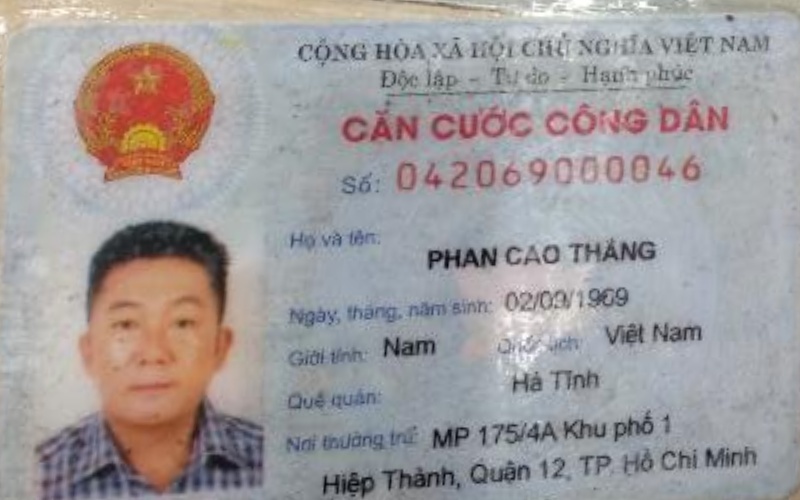 CỘNG HÒA XÃ HỘI CHỦ NGHĨA VIỆT NAM
Độc lập - Tự do - Hạnh phúc
CĂN CƯỚC CÔNG DÂN
Số: 042069000046
Họ và tên:
PHAN CAO THẮNG
Ngày, tháng, năm sinh: 02/09/1969
Giới tính: Nam Quốc tịch: Việt Nam
Quê quán: Hà Tĩnh
Nơi thường trú: MP 175/4A Khu phố 1
Hiệp Thành, Quận 12, TP. Hồ Chí Minh